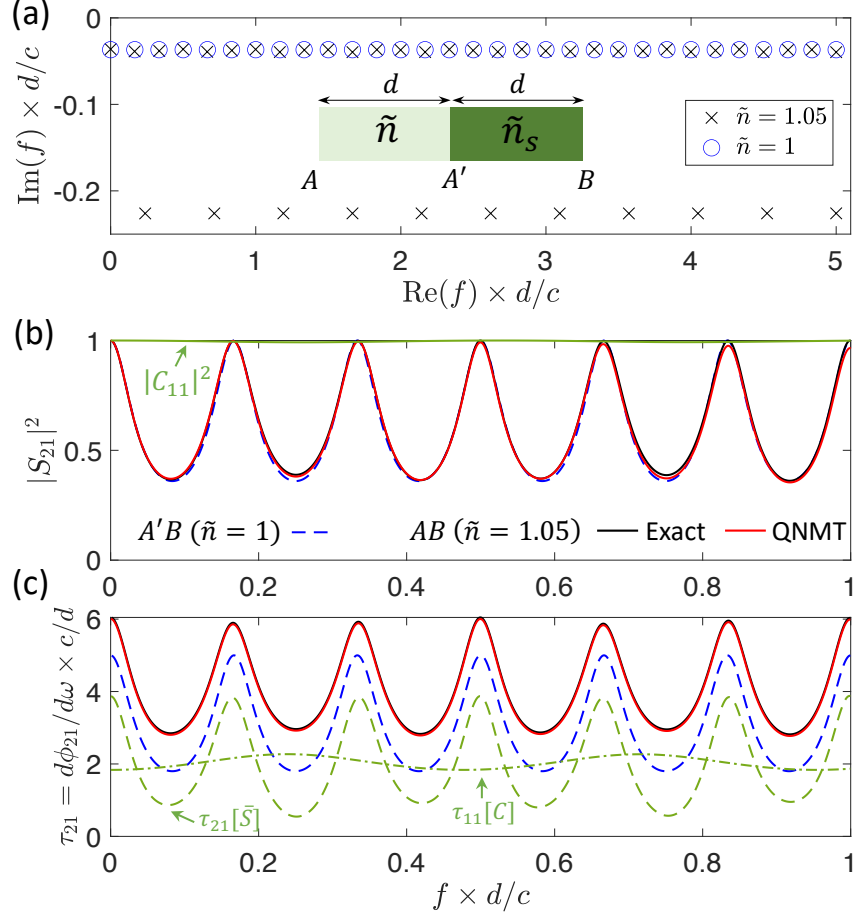 (a)
0
-0.1
-0.2
Im(f) × d/c
d d
ñ ñ_s
A A′ B
× ñ = 1.05
○ ñ = 1
0 1 2 3 4 5
Re(f) × d/c
(b)
1
0.5
0
|S₂₁|²
|C₁₁|²
A′B (ñ = 1) AB (ñ = 1.05) Exact QNMT
0 0.2 0.4 0.6 0.8 1
(c)
6
4
2
0
τ₂₁ = dϕ₂₁/dω × c/d
τ₂₁[S̄]
τ₁₁[C]
0 0.2 0.4 0.6 0.8 1
f × d/c